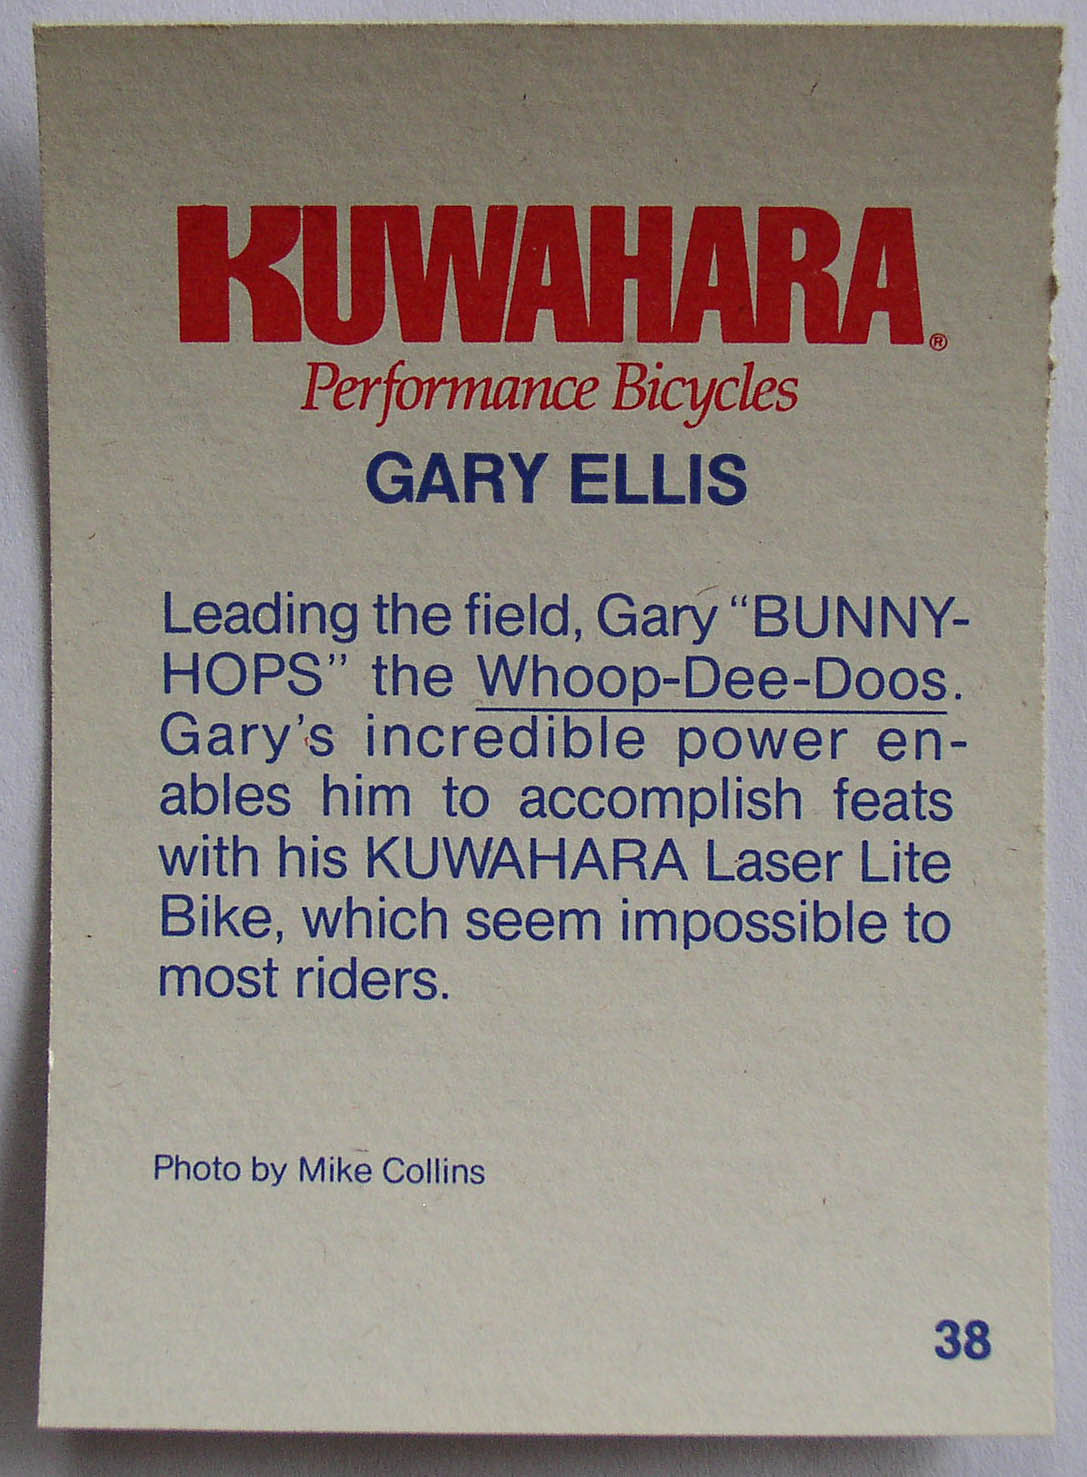 KUWAHARA®
Performance Bicycles
GARY ELLIS
Leading the field, Gary “BUNNY-
HOPS” the Whoop-Dee-Doos.
Gary's incredible power en-
ables him to accomplish feats
with his KUWAHARA Laser Lite
Bike, which seem impossible to
most riders.
Photo by Mike Collins
38